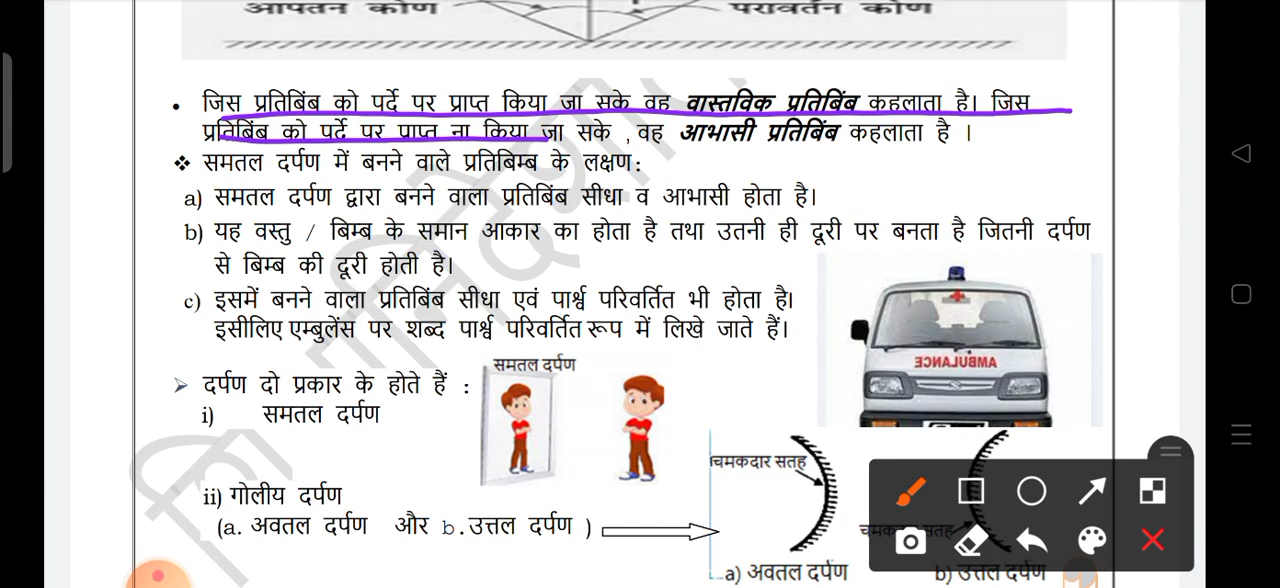 आपतन कोण परावर्तन कोण
• जिस प्रतिबिंब को पर्दे पर प्राप्त किया जा सके वह वास्तविक प्रतिबिंब कहलाता है। जिस
प्रतिबिंब को पर्दे पर प्राप्त ना किया जा सके ,वह आभासी प्रतिबिंब कहलाता है ।
❖ समतल दर्पण में बनने वाले प्रतिबिम्ब के लक्षण:
a) समतल दर्पण द्वारा बनने वाला प्रतिबिंब सीधा व आभासी होता है।
b) यह वस्तु / बिम्ब के समान आकार का होता है तथा उतनी ही दूरी पर बनता है जितनी दर्पण
से बिम्ब की दूरी होती है।
c) इसमें बनने वाला प्रतिबिंब सीधा एवं पार्श्व परिवर्तित भी होता है।
इसीलिए एम्बुलेंस पर शब्द पार्श्व परिवर्तित रूप में लिखे जाते हैं।
AMBULANCE
➢ दर्पण दो प्रकार के होते हैं :
समतल दर्पण
i) समतल दर्पण
चमकदार सतह
ii) गोलीय दर्पण
(a. अवतल दर्पण और b.उत्तल दर्पण )
चमकदार सतह
a) अवतल दर्पण b) उत्तल दर्पण